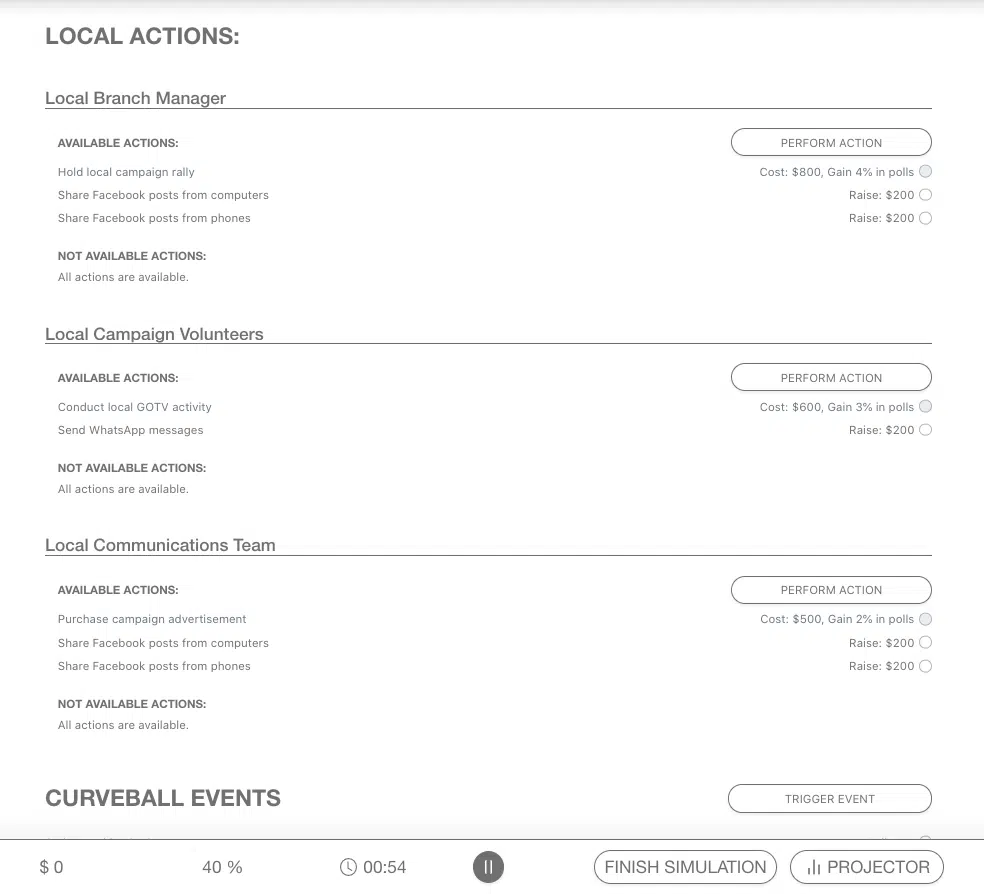 LOCAL ACTIONS:
Local Branch Manager
AVAILABLE ACTIONS: PERFORM ACTION
Hold local campaign rally Cost: $800, Gain 4% in polls
Share Facebook posts from computers Raise: $200
Share Facebook posts from phones Raise: $200
NOT AVAILABLE ACTIONS:
All actions are available.
Local Campaign Volunteers
AVAILABLE ACTIONS: PERFORM ACTION
Conduct local GOTV activity Cost: $600, Gain 3% in polls
Send WhatsApp messages Raise: $200
NOT AVAILABLE ACTIONS:
All actions are available.
Local Communications Team
AVAILABLE ACTIONS: PERFORM ACTION
Purchase campaign advertisement Cost: $500, Gain 2% in polls
Share Facebook posts from computers Raise: $200
Share Facebook posts from phones Raise: $200
NOT AVAILABLE ACTIONS:
All actions are available.
CURVEBALL EVENTS TRIGGER EVENT
$ 0 40 % 00:54 FINISH SIMULATION PROJECTOR